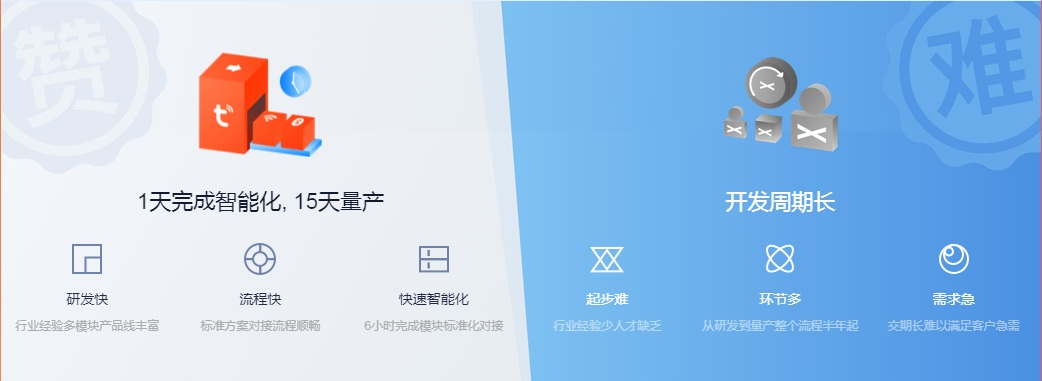 赞
难
t
1天完成智能化, 15天量产
开发周期长
研发快
流程快
快速智能化
起步难
环节多
需求急
行业经验多模块产品线丰富
标准方案对接流程顺畅
6小时完成模块标准化对接
行业经验少人才缺乏
从研发到量产整个流程半年起
交期长难以满足客户急需